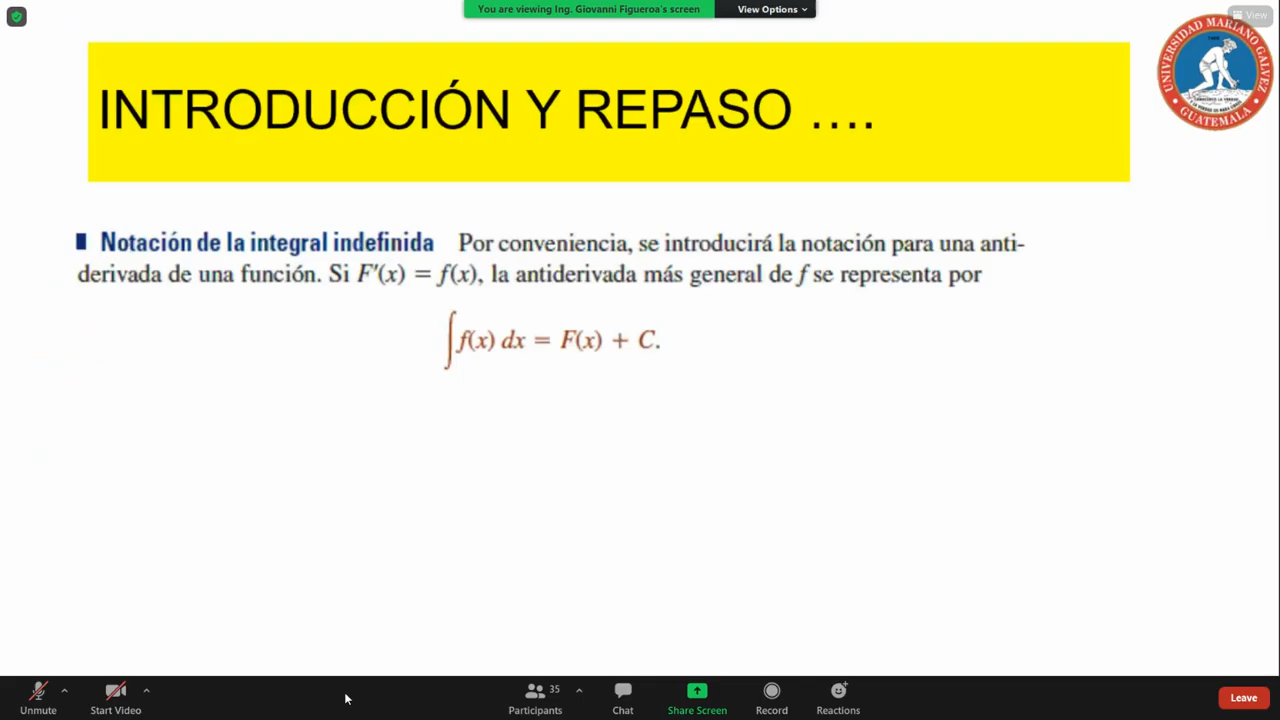 You are viewing Ing. Giovanni Figueroa's screen
View Options
View
INTRODUCCIÓN Y REPASO ….
UNIVERSIDAD MARIANO GALVEZ
GUATEMALA
Notación de la integral indefinida Por conveniencia, se introducirá la notación para una anti-
derivada de una función. Si F'(x) = f(x), la antiderivada más general de f se representa por
∫f(x) dx = F(x) + C.
Unmute
Start Video
35
Participants
Chat
Share Screen
Record
Reactions
Leave